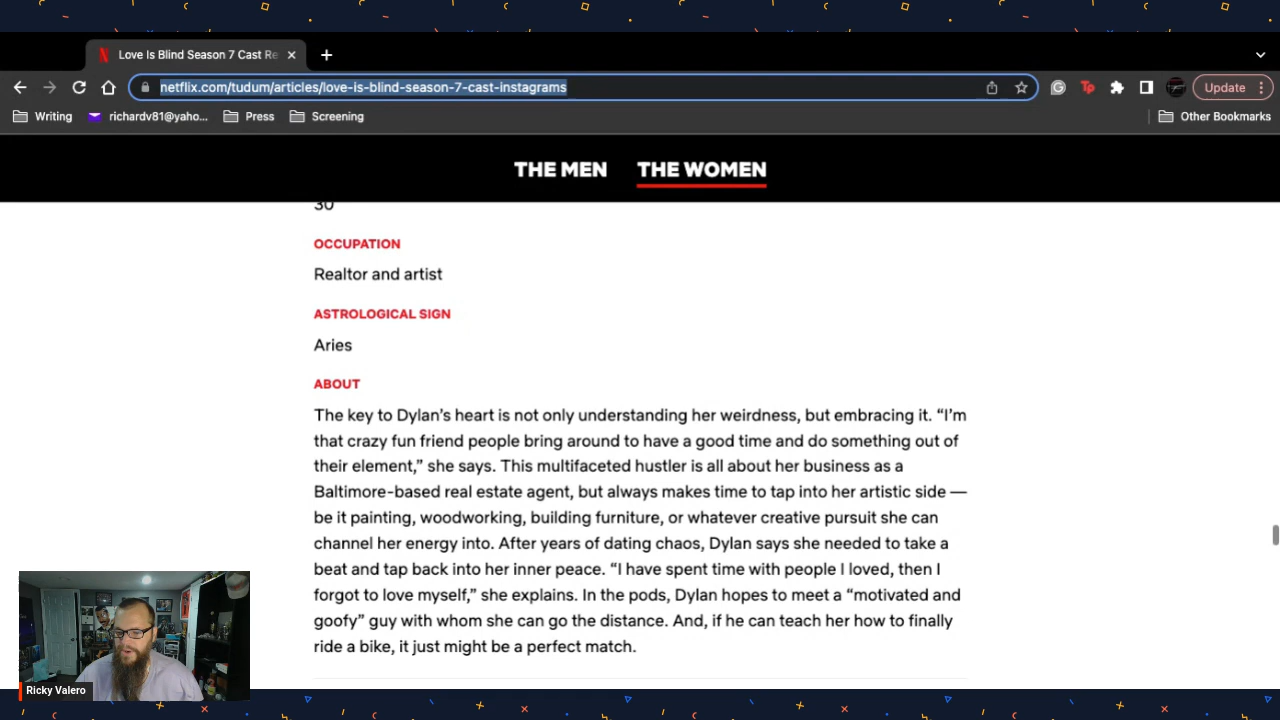 Love Is Blind Season 7 Cast Re
netflix.com/tudum/articles/love-is-blind-season-7-cast-instagrams
Update
Writing
richardv81@yaho...
Press
Screening
Other Bookmarks
THE MEN THE WOMEN
30
OCCUPATION
Realtor and artist
ASTROLOGICAL SIGN
Aries
ABOUT
The key to Dylan’s heart is not only understanding her weirdness, but embracing it. “I’m
that crazy fun friend people bring around to have a good time and do something out of
their element,” she says. This multifaceted hustler is all about her business as a
Baltimore-based real estate agent, but always makes time to tap into her artistic side —
be it painting, woodworking, building furniture, or whatever creative pursuit she can
channel her energy into. After years of dating chaos, Dylan says she needed to take a
beat and tap back into her inner peace. “I have spent time with people I loved, then I
forgot to love myself,” she explains. In the pods, Dylan hopes to meet a “motivated and
goofy” guy with whom she can go the distance. And, if he can teach her how to finally
ride a bike, it just might be a perfect match.
Ricky Valero